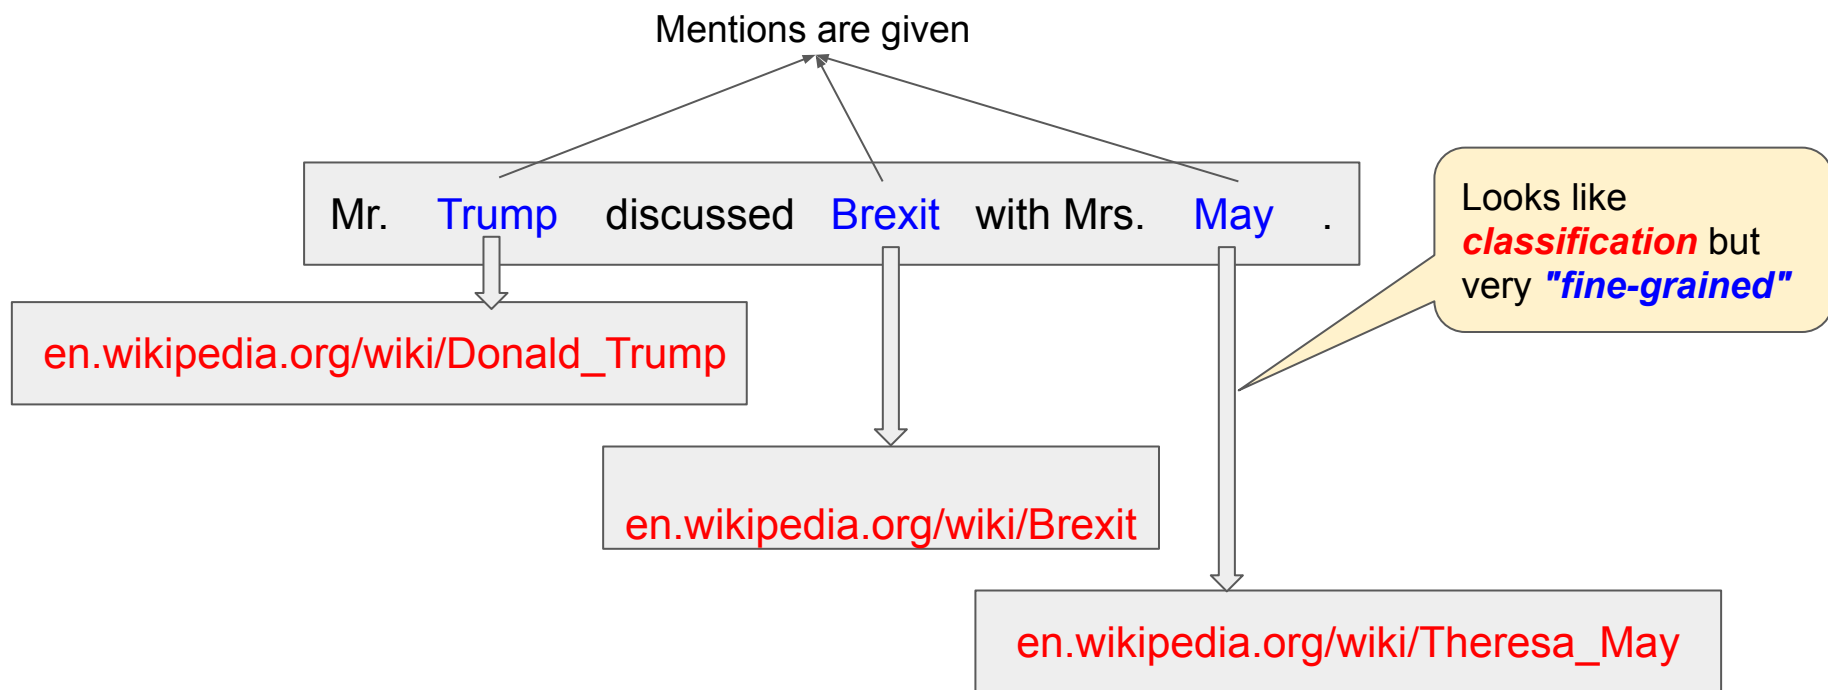 Mentions are given
Mr. Trump discussed Brexit with Mrs. May .
Looks like
classification but
very "fine-grained"
en.wikipedia.org/wiki/Donald_Trump
en.wikipedia.org/wiki/Brexit
en.wikipedia.org/wiki/Theresa_May